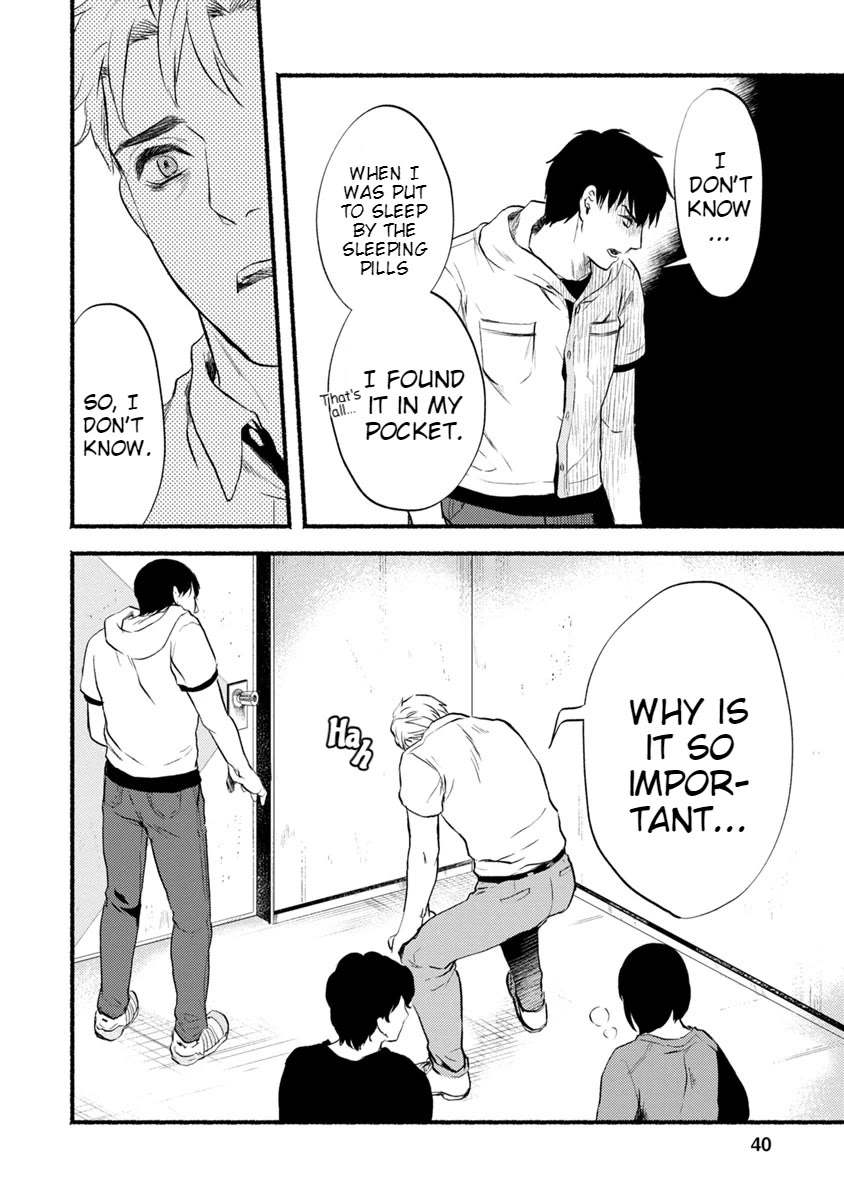 I
DON'T
KNOW
...
WHEN I
WAS PUT
TO SLEEP
BY THE
SLEEPING
PILLS
I FOUND
IT IN MY
POCKET.
That's
all...
SO, I
DON'T
KNOW.
WHY IS
IT SO
IMPOR-
TANT...
Hah
40